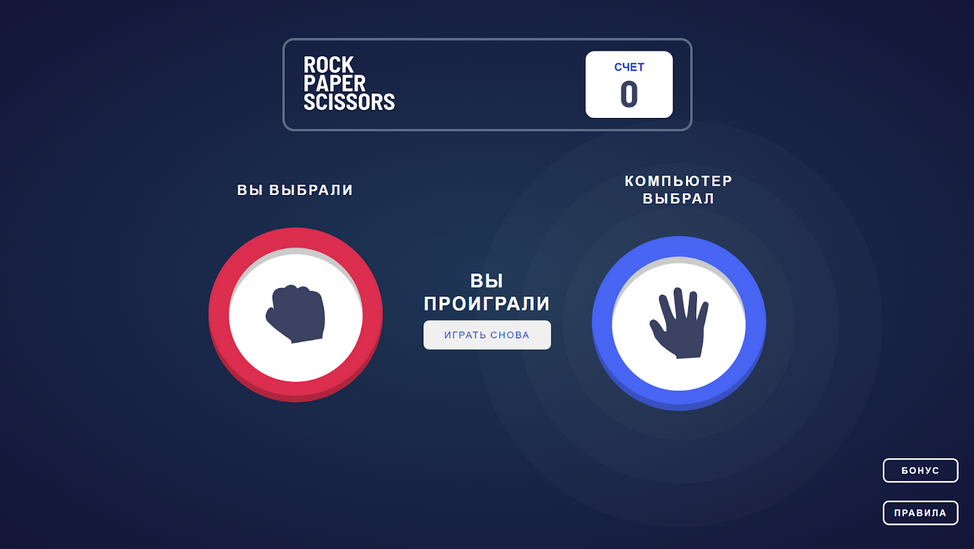 ROCK
PAPER
SCISSORS
СЧЕТ
0
ВЫ ВЫБРАЛИ
КОМПЬЮТЕР
ВЫБРАЛ
ВЫ
ПРОИГРАЛИ
ИГРАТЬ СНОВА
БОНУС
ПРАВИЛА